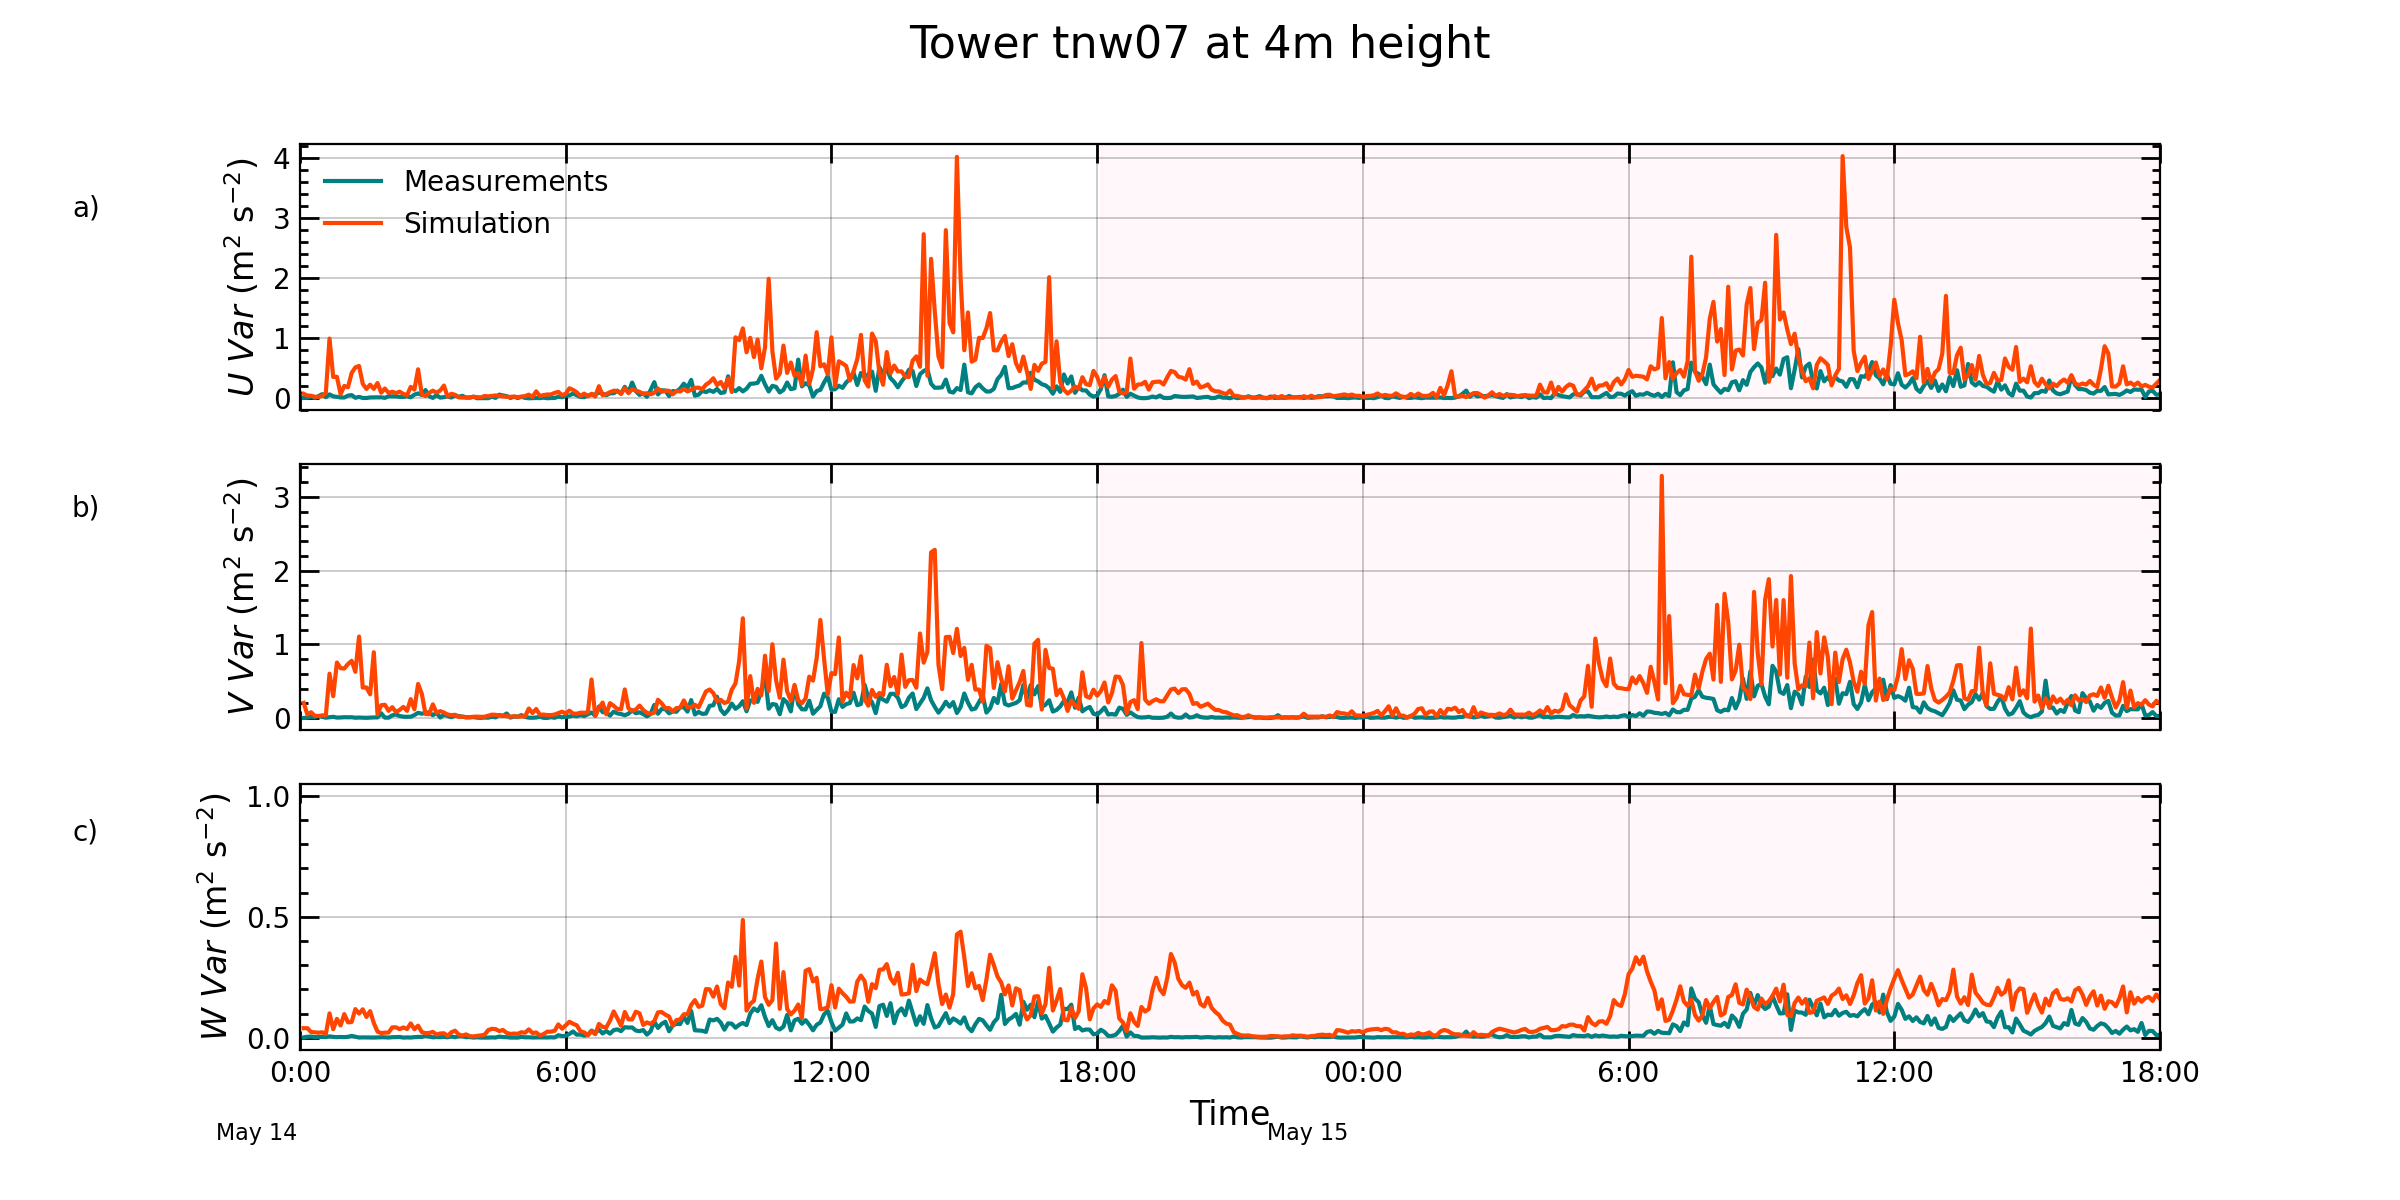 Tower tnw07 at 4m height
a)
U Var (m² s⁻²)
4
3
2
1
0
Measurements
Simulation
b)
V Var (m² s⁻²)
3
2
1
0
c)
W Var (m² s⁻²)
1.0
0.5
0.0
0:00 6:00 12:00 18:00 00:00 6:00 12:00 18:00
Time
May 14 May 15